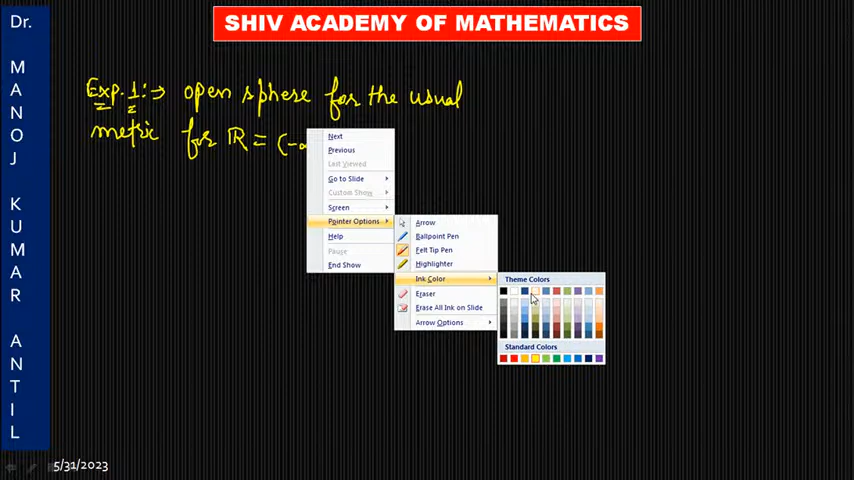 Dr.
M
A
N
O
J
K
U
M
A
R
A
N
T
I
L
SHIV ACADEMY OF MATHEMATICS
Exp. 1:→ open sphere for the usual
metric for ℝ = (-∞
Next
Previous
Last Viewed
Go to Slide
Custom Show
Screen
Pointer Options
Help
Pause
End Show
Arrow
Ballpoint Pen
Felt Tip Pen
Highlighter
Ink Color
Eraser
Erase All Ink on Slide
Arrow Options
Theme Colors
Standard Colors
5/31/2023